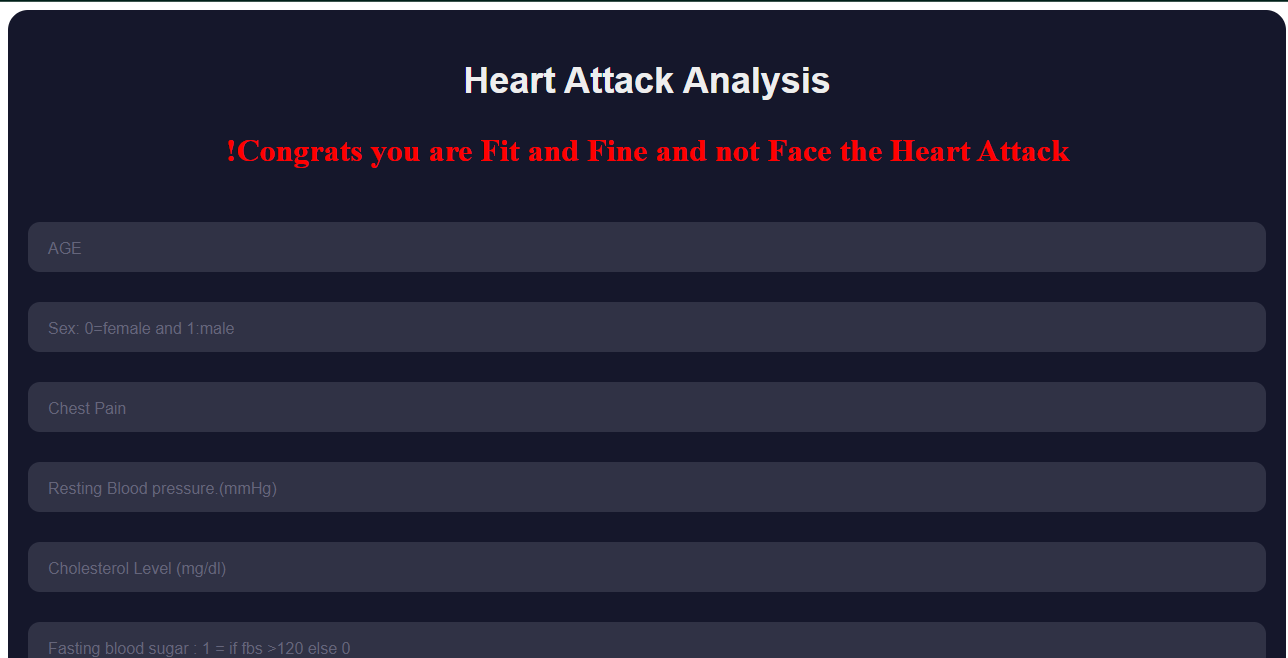 Heart Attack Analysis
!Congrats you are Fit and Fine and not Face the Heart Attack
AGE
Sex: 0=female and 1:male
Chest Pain
Resting Blood pressure.(mmHg)
Cholesterol Level (mg/dl)
Fasting blood sugar : 1 = if fbs >120 else 0